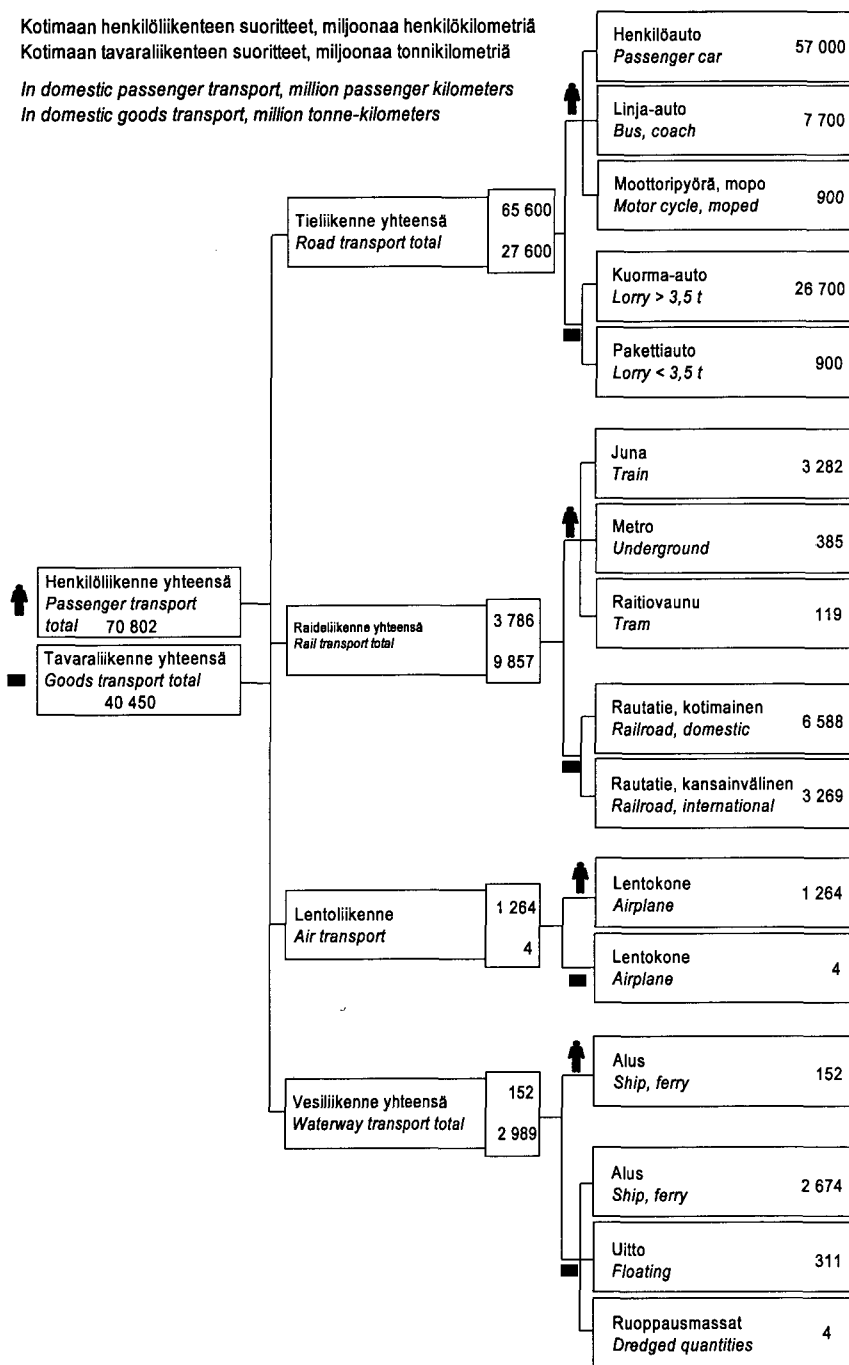 Kotimaan henkilöliikenteen suoritteet, miljoonaa henkilökilometriä
Kotimaan tavaraliikenteen suoritteet, miljoonaa tonnikilometriä
In domestic passenger transport, million passenger kilometers
In domestic goods transport, million tonne-kilometers
Henkilöliikenne yhteensä
Passenger transport
total 70 802
Tavaraliikenne yhteensä
Goods transport total
40 450
Tieliikenne yhteensä
Road transport total
65 600
27 600
Henkilöauto
Passenger car
57 000
Linja-auto
Bus, coach
7 700
Moottoripyörä, mopo
Motor cycle, moped
900
Kuorma-auto
Lorry > 3,5 t
26 700
Pakettiauto
Lorry < 3,5 t
900
Raideliikenne yhteensä
Rail transport total
3 786
9 857
Juna
Train
3 282
Metro
Underground
385
Raitiovaunu
Tram
119
Rautatie, kotimainen
Railroad, domestic
6 588
Rautatie, kansainvälinen
Railroad, international
3 269
Lentoliikenne
Air transport
1 264
4
Lentokone
Airplane
1 264
Lentokone
Airplane
4
Vesiliikenne yhteensä
Waterway transport total
152
2 989
Alus
Ship, ferry
152
Alus
Ship, ferry
2 674
Uitto
Floating
311
Ruoppausmassat
Dredged quantities
4